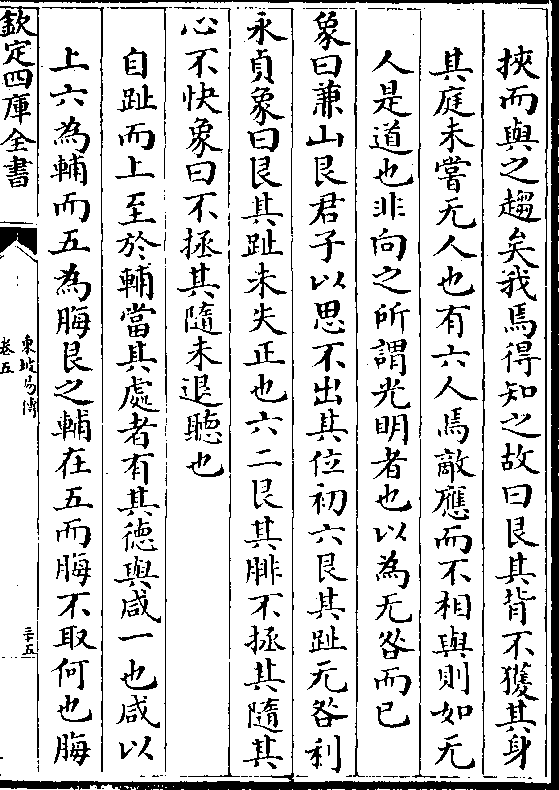 挾而與之趨矣我焉得知之故曰艮其背不獲其身
其庭未嘗无人也有六人焉敵應而不相與則如无
人是道也非向之所謂光明者也以為无咎而已
象曰兼山艮君子以思不出其位初六艮其趾无咎利
永貞象曰艮其趾未失正也六二艮其腓不拯其隨其
心不快象曰不拯其隨未退聽也
自趾而上至於輔當其處者有其德與咸一也咸以
上六為輔而五為脢艮之輔在五而脢不取何也脢
欽定四庫全書
東坡易傳
卷五
三十五